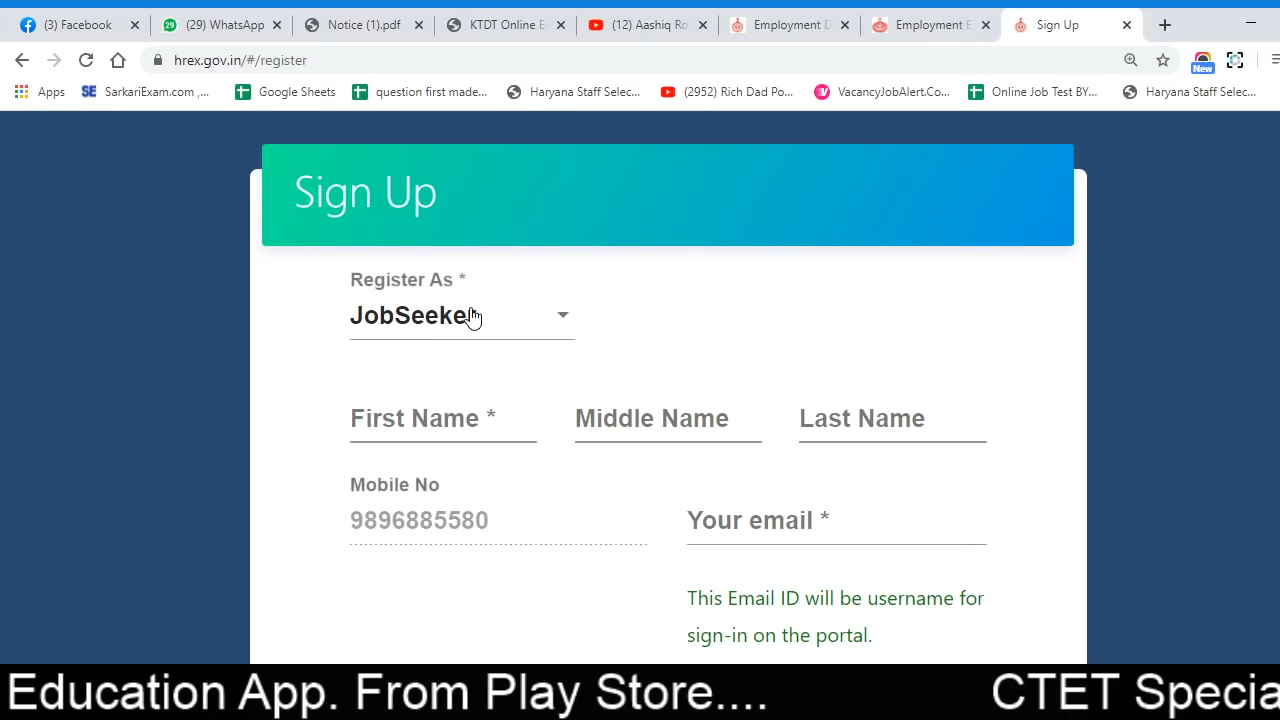 (3) Facebook
(29) WhatsApp
Notice (1).pdf
KTDT Online E
(12) Aashiq Ro
Employment D
Employment E
Sign Up
hrex.gov.in/#/register
New
Apps
SE SarkariExam.com ,...
Google Sheets
question first made...
Haryana Staff Selec...
(2952) Rich Dad Po...
VacancyJobAlert.Co...
Online Job Test BY...
Haryana Staff Selec...
Sign Up
Register As *
JobSeeke
First Name *
Middle Name
Last Name
Mobile No
9896885580
Your email *
This Email ID will be username for
sign-in on the portal.
Education App. From Play Store.... CTET Specia